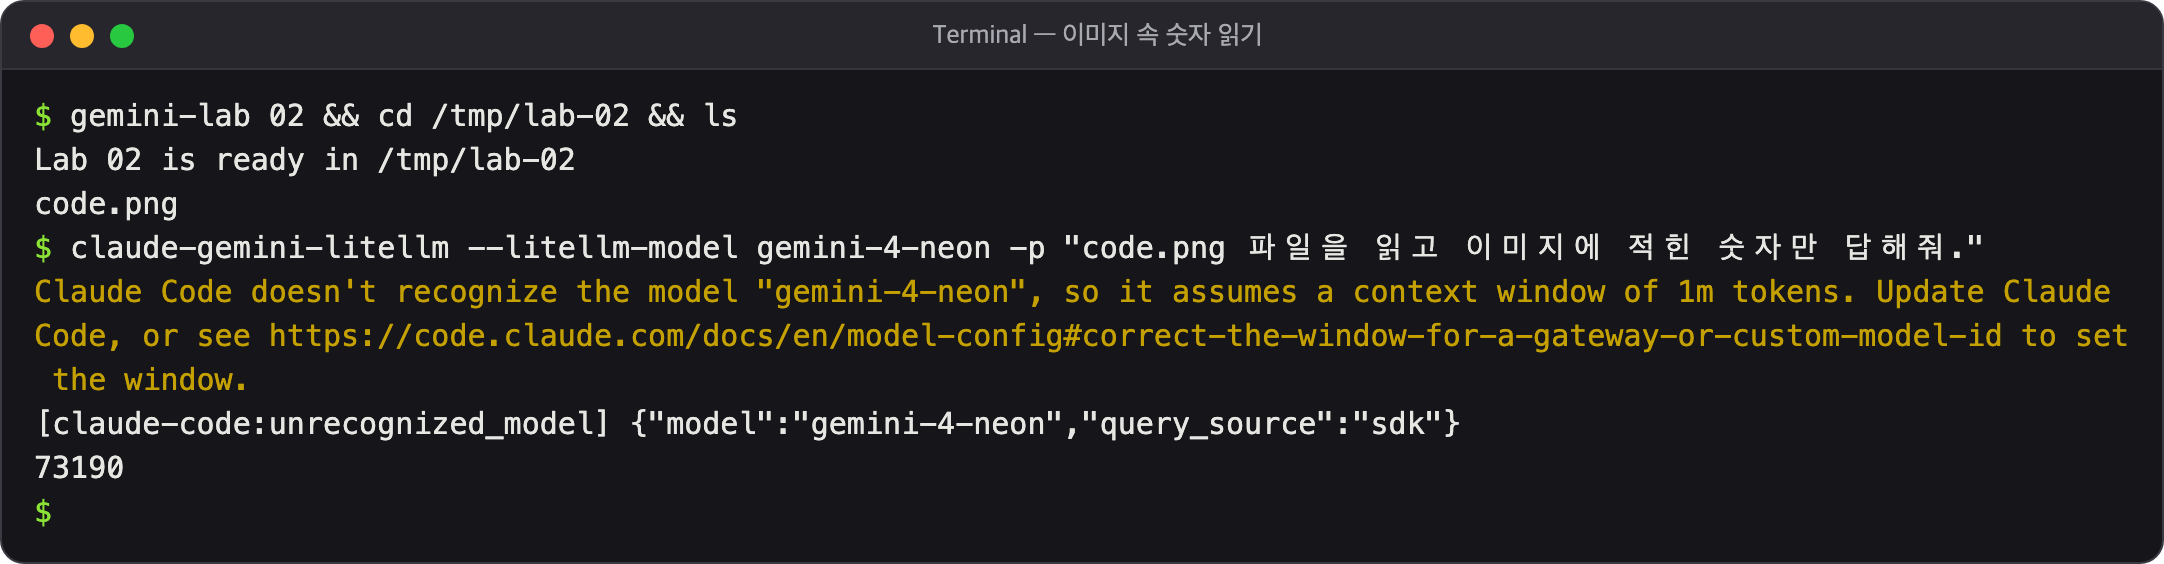 Terminal — 이미지 속 숫자 읽기
$ gemini-lab 02 && cd /tmp/lab-02 && ls
Lab 02 is ready in /tmp/lab-02
code.png
$ claude-gemini-litellm --litellm-model gemini-4-neon -p "code.png 파일을 읽고 이미지에 적힌 숫자만 답해줘."
Claude Code doesn't recognize the model "gemini-4-neon", so it assumes a context window of 1m tokens. Update Claude
Code, or see https://code.claude.com/docs/en/model-config#correct-the-window-for-a-gateway-or-custom-model-id to set
 the window.
[claude-code:unrecognized_model] {"model":"gemini-4-neon","query_source":"sdk"}
73190
$